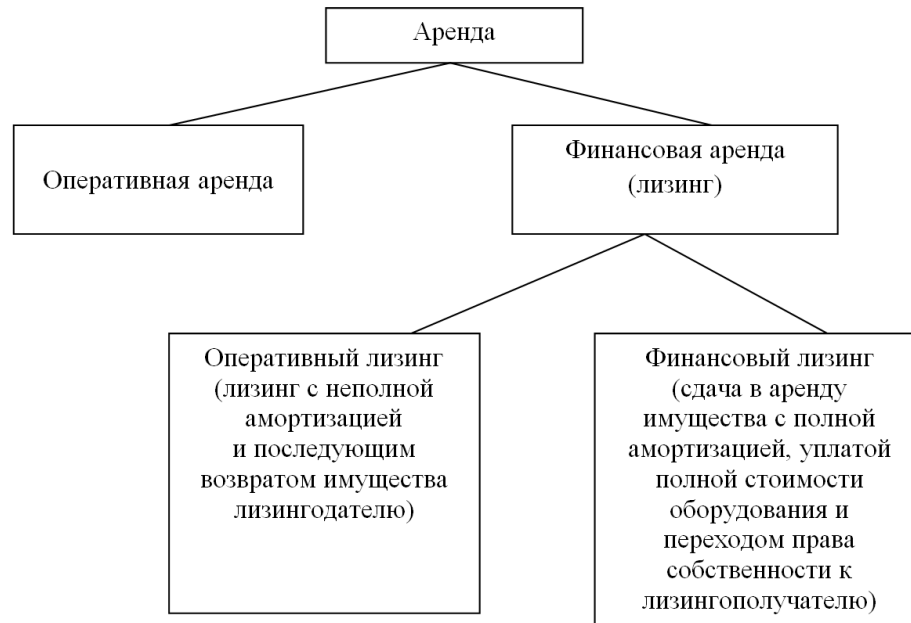 Аренда
Оперативная аренда
Финансовая аренда
(лизинг)
Оперативный лизинг
(лизинг с неполной
амортизацией
и последующим
возвратом имущества
лизингодателю)
Финансовый лизинг
(сдача в аренду
имущества с полной
амортизацией, уплатой
полной стоимости
оборудования и
переходом права
собственности к
лизингополучателю)